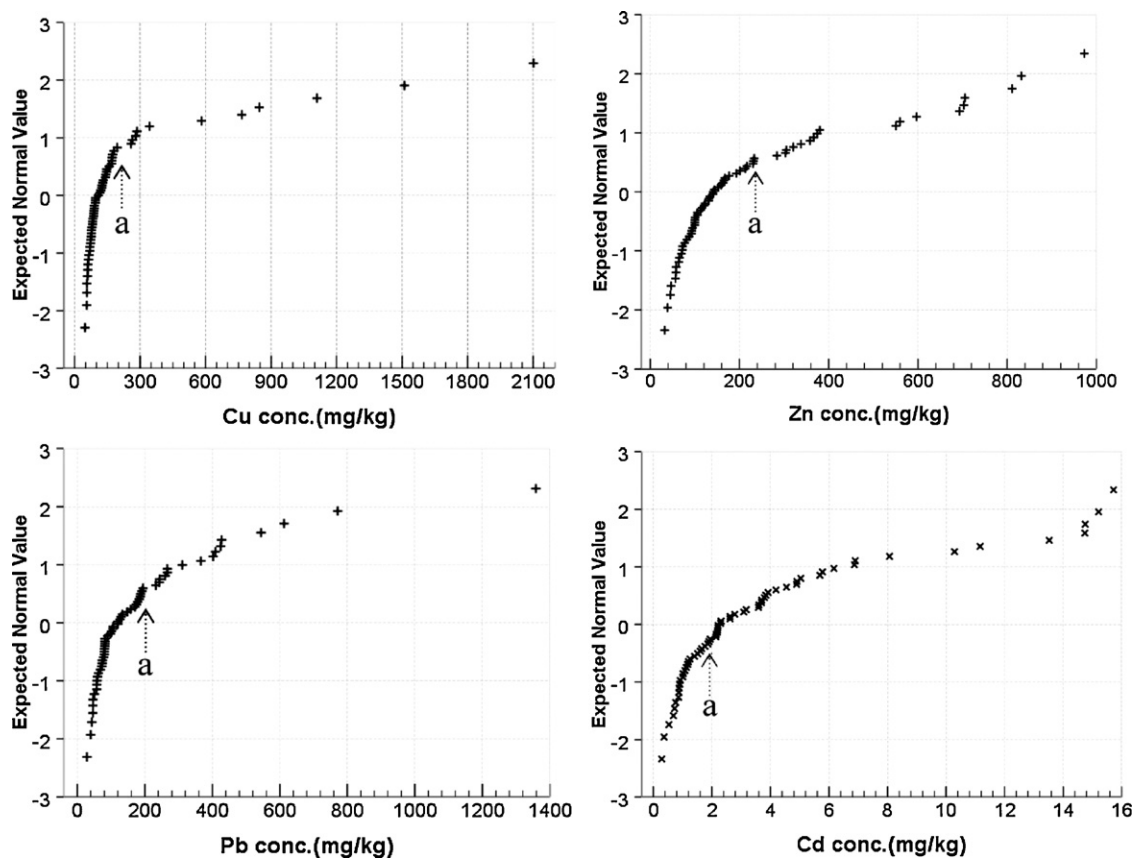 3
2
1
0
-1
-2
-3
Expected Normal Value
a
0 300 600 900 1200 1500 1800 2100
Cu conc.(mg/kg)
3
2
1
0
-1
-2
-3
Expected Normal Value
a
0 200 400 600 800 1000
Zn conc.(mg/kg)
3
2
1
0
-1
-2
-3
Expected Normal Value
a
0 200 400 600 800 1000 1200 1400
Pb conc.(mg/kg)
3
2
1
0
-1
-2
-3
Expected Normal Value
a
0 2 4 6 8 10 12 14 16
Cd conc.(mg/kg)